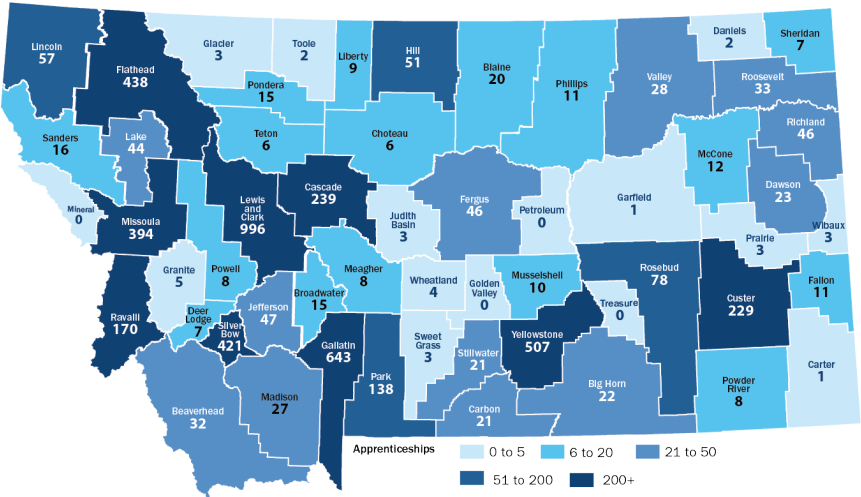 Lincoln
57
Flathead
438
Glacier
3
Toole
2
Liberty
9
Hill
51
Blaine
20
Phillips
11
Valley
28
Daniels
2
Sheridan
7
Roosevelt
33
Richland
46
Sanders
16
Lake
44
Pondera
15
Teton
6
Choteau
6
McCone
12
Dawson
23
Mineral
0
Missoula
394
Lewis
and
Clark
996
Cascade
239
Judith
Basin
3
Fergus
46
Petroleum
0
Garfield
1
Prairie
3
Wibaux
3
Granite
5
Powell
8
Meagher
8
Wheatland
4
Golden
Valley
0
Musselshell
10
Rosebud
78
Treasure
0
Custer
229
Fallon
11
Ravalli
170
Deer
Lodge
7
Silver
Bow
421
Jefferson
47
Broadwater
15
Gallatin
643
Park
138
Sweet
Grass
3
Stillwater
21
Yellowstone
507
Big Horn
22
Powder
River
8
Carter
1
Beaverhead
32
Madison
27
Carbon
21
Apprenticeships
0 to 5
6 to 20
21 to 50
51 to 200
200+